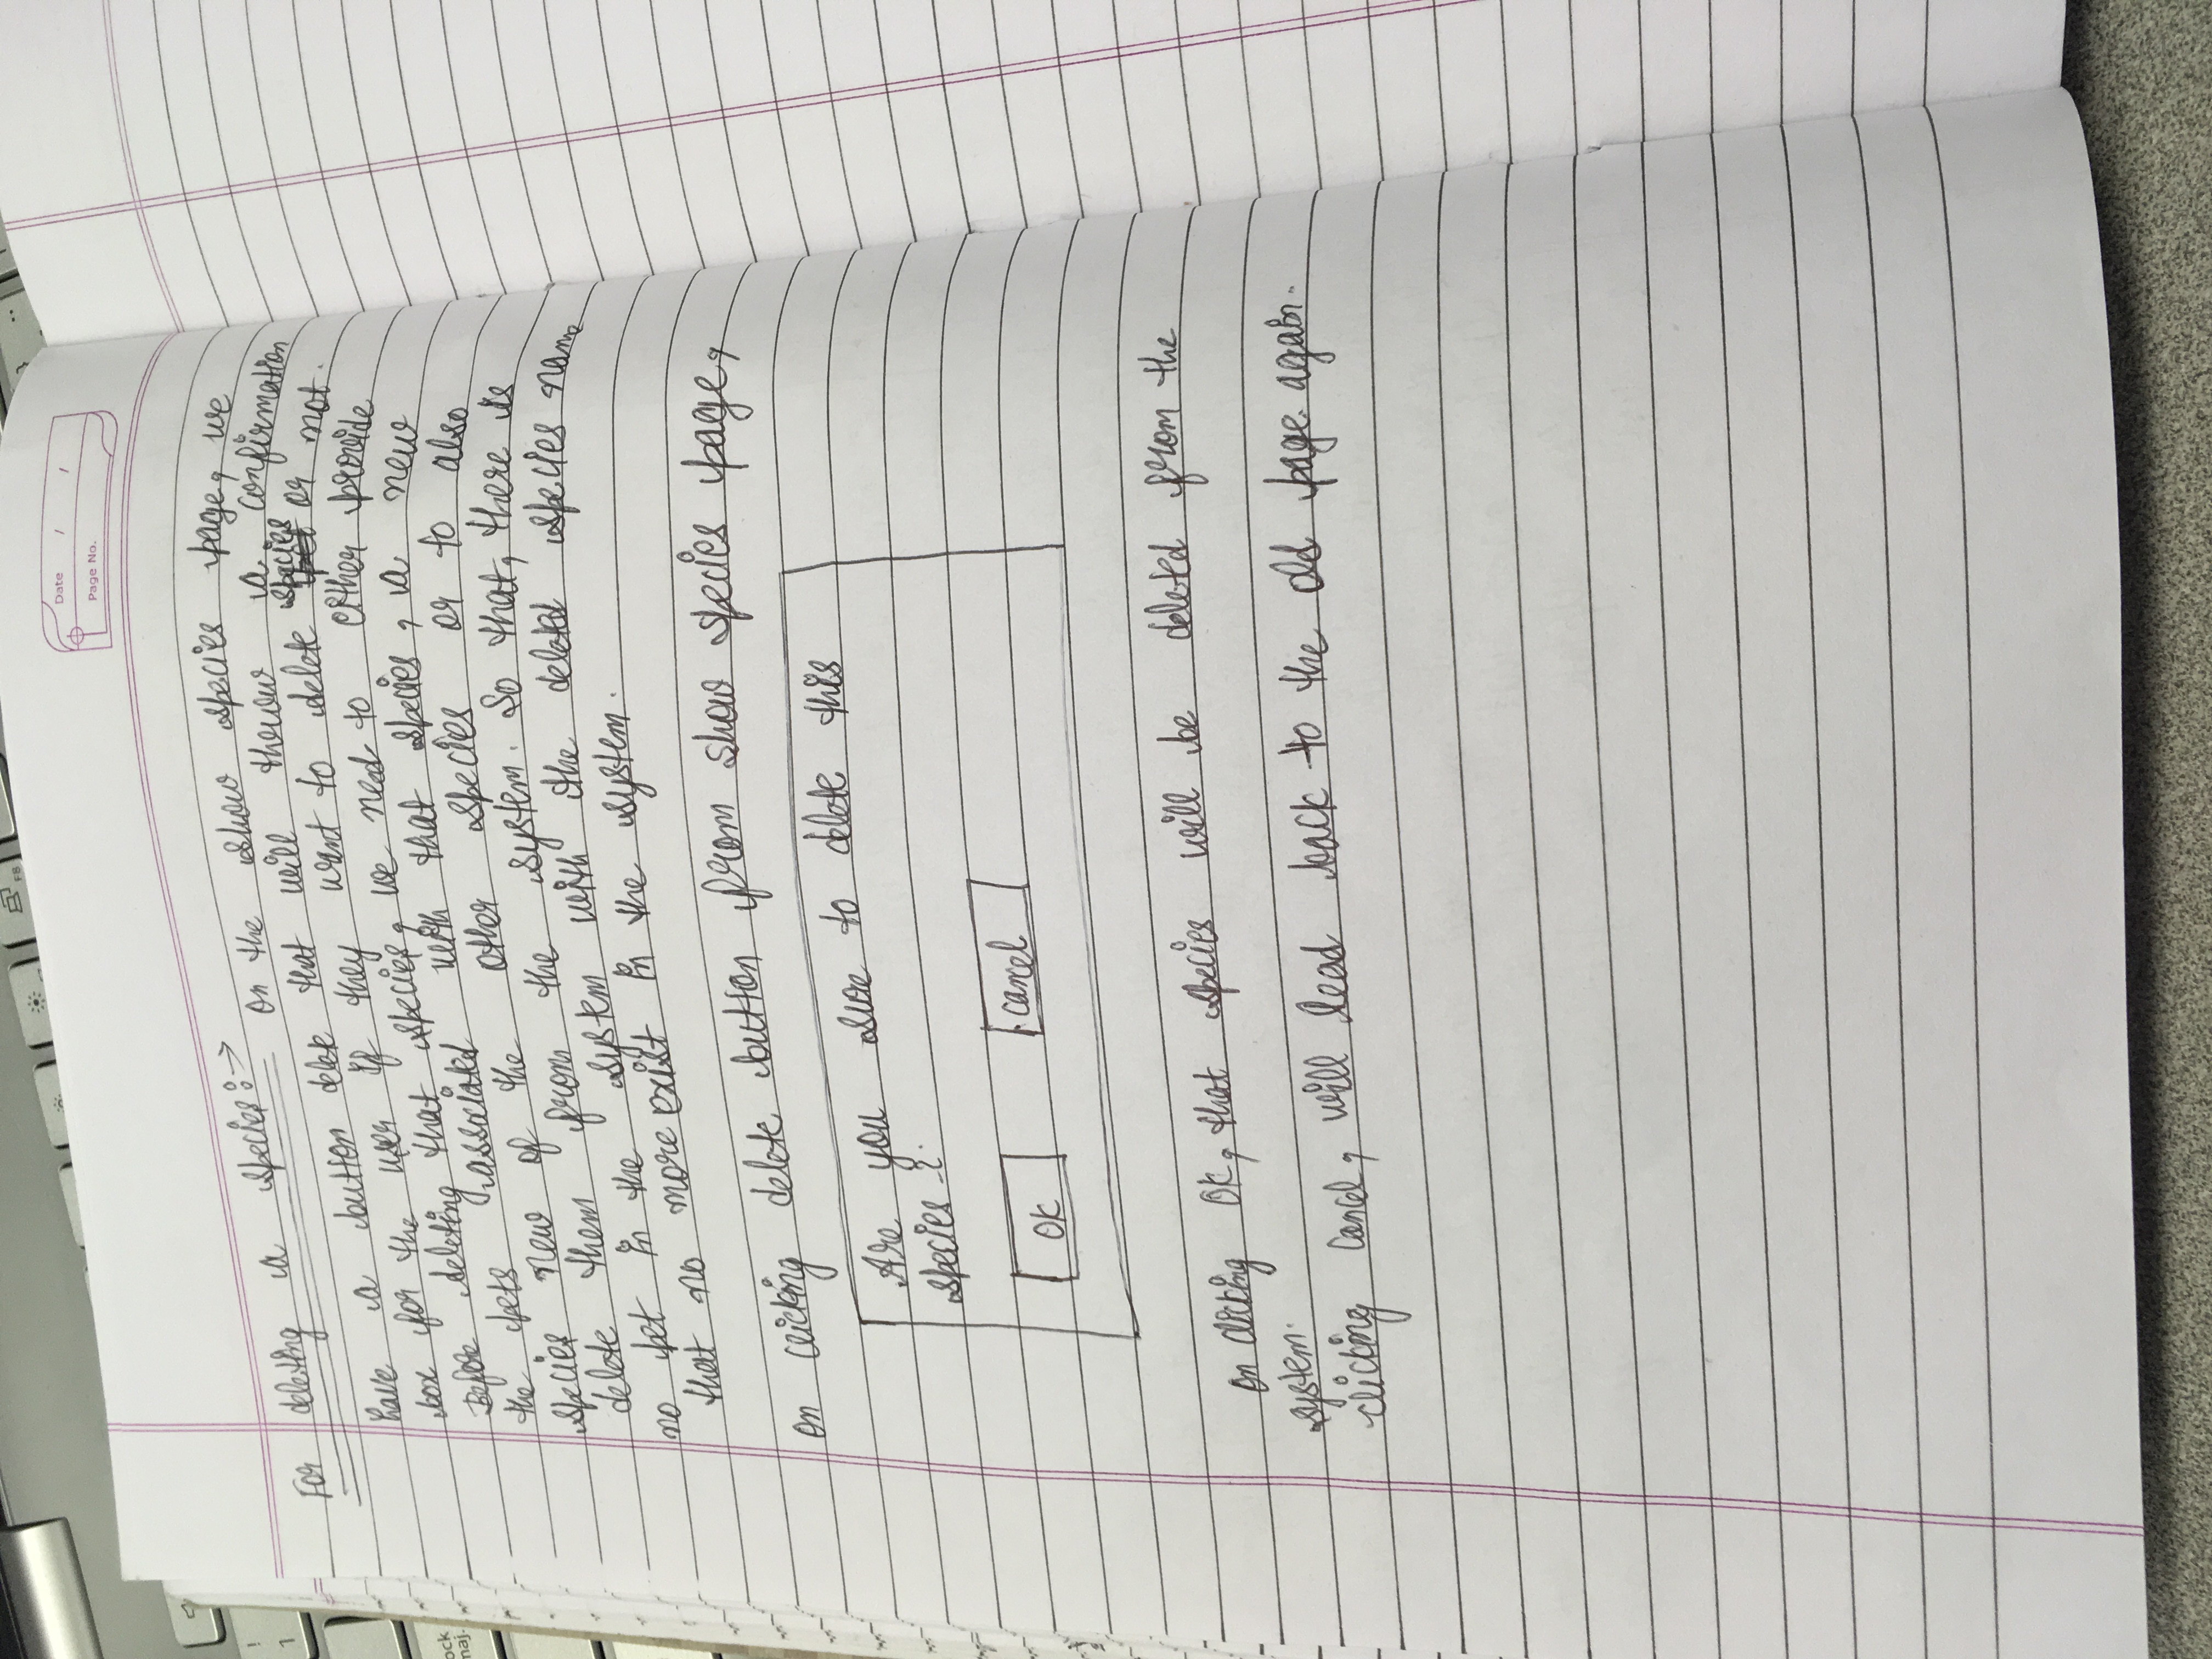 Date / /
Page No.
For deleting a species :-> On the show species page, we
have a button delete that will throw a confirmation
box for the user if they want to delete species or not.
Before deleting that species, we need to either provide
the pets associated with that species, a new
species new of the other species or to also
delete them from the system. So that, there is
no pet in the system with the deleted species name
that no more exist in the system.
On clicking delete button from show species page,
Are you sure to delete this
species ?
OK
cancel
On clicking OK, that species will be deleted from the
system.
clicking Cancel, will lead back to the old page again.
F8
!
1
ock
maj.